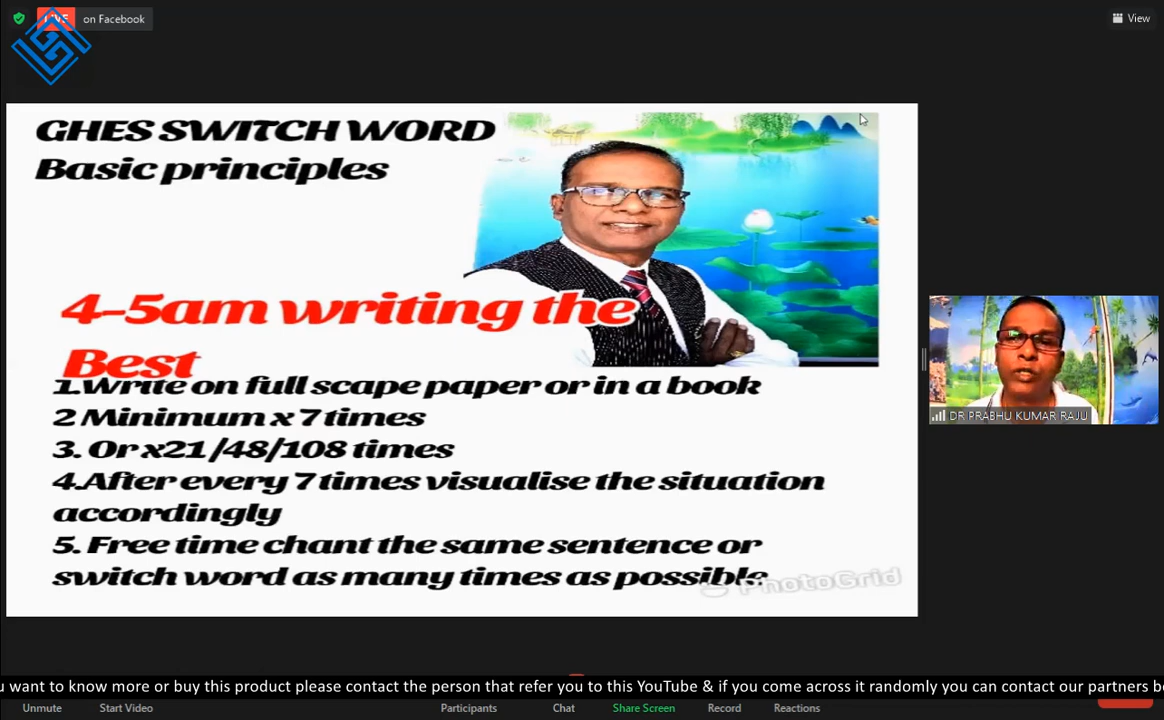 LIVE on Facebook
View
GHES SWITCH WORD
Basic principles
4-5am writing the
Best
1.Write on full scape paper or in a book
2 Minimum x 7 times
3. Or x21 /48/108 times
4.After every 7 times visualise the situation
accordingly
5. Free time chant the same sentence or
switch word as many times as possible
PhotoGrid
DR PRABHU KUMAR RAJU
u want to know more or buy this product please contact the person that refer you to this YouTube & if you come across it randomly you can contact our partners be
Unmute Start Video Participants Chat Share Screen Record Reactions